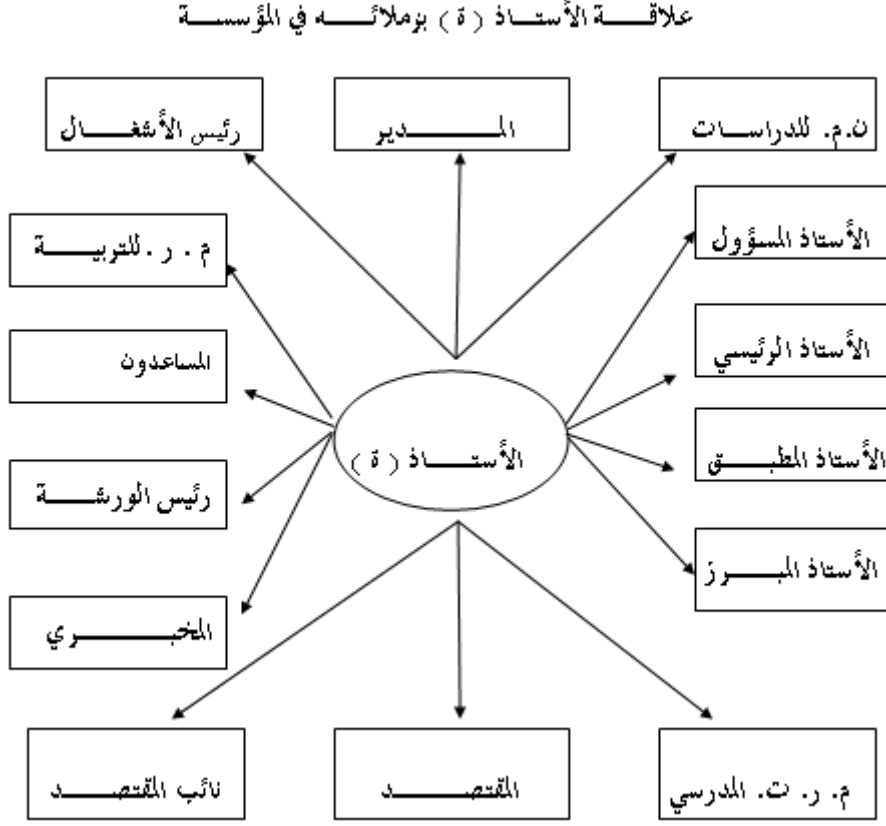 علاقة الأستاذ ( ة ) بزملائه في المؤسسة
ن.م. للدراسات
المدير
رئيس الأشغال
الأستاذ المسؤول
م . ر . للتربية
الأستاذ الرئيسي
المساعدون
الأستاذ ( ة )
الأستاذ المطبق
رئيس الورشة
الأستاذ المبرز
المخبري
م . ر. ت. المدرسي
المقتصد
نائب المقتصد